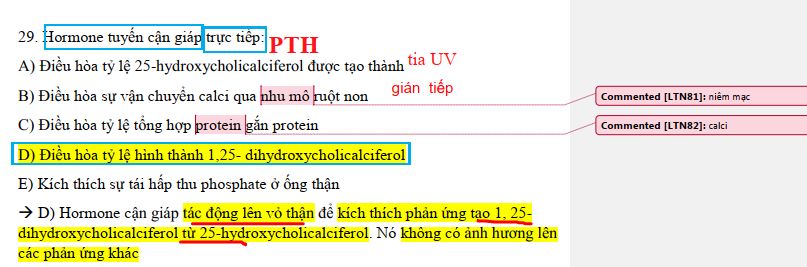 29. Hormone tuyến cận giáp trực tiếp: PTH
A) Điều hòa tỷ lệ 25-hydroxycholicalciferol được tạo thành tia UV
B) Điều hòa sự vận chuyển calci qua nhu mô ruột non gián tiếp
Commented [LTN81]: niêm mạc
C) Điều hòa tỷ lệ tổng hợp protein gắn protein
Commented [LTN82]: calci
D) Điều hòa tỷ lệ hình thành 1,25- dihydroxycholicalciferol
E) Kích thích sự tái hấp thu phosphate ở ống thận
→ D) Hormone cận giáp tác động lên vỏ thận để kích thích phản ứng tạo 1, 25-
dihydroxycholicalciferol từ 25-hydroxycholicalciferol. Nó không có ảnh hương lên
các phản ứng khác